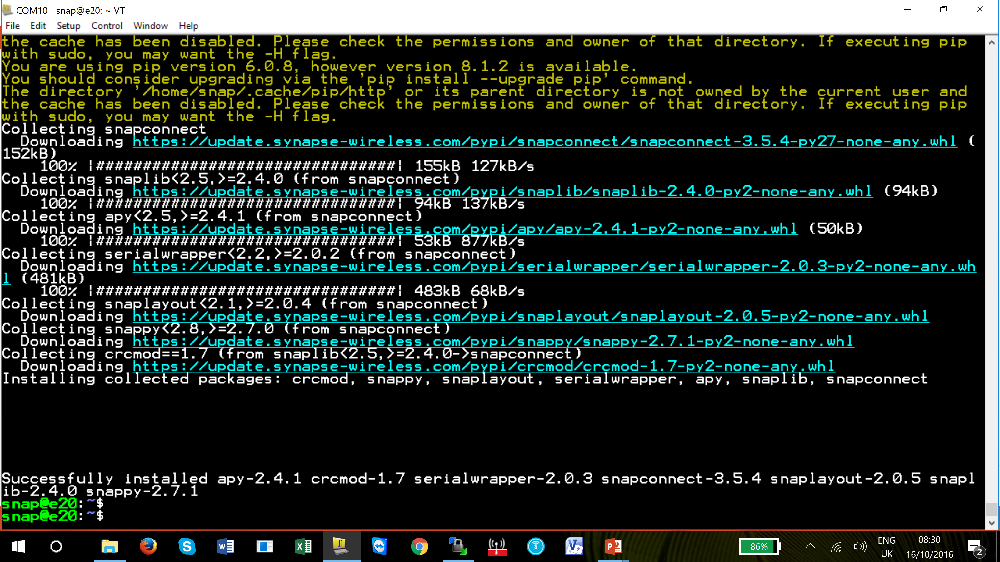 COM10 - snap@e20: ~ VT
File Edit Setup Control Window Help
the cache has been disabled. Please check the permissions and owner of that directory. If executing pip
with sudo, you may want the -H flag.
You are using pip version 6.0.8, however version 8.1.2 is available.
You should consider upgrading via the 'pip install --upgrade pip' command.
The directory '/home/snap/.cache/pip/http' or its parent directory is not owned by the current user and
the cache has been disabled. Please check the permissions and owner of that directory. If executing pip
with sudo, you may want the -H flag.
Collecting snapconnect
Downloading https://update.synapse-wireless.com/pypi/snapconnect/snapconnect-3.5.4-py27-none-any.whl (
152kB)
100% |################################| 155kB 127kB/s
Collecting snaplib<2.5,>=2.4.0 (from snapconnect)
Downloading https://update.synapse-wireless.com/pypi/snaplib/snaplib-2.4.0-py2-none-any.whl (94kB)
100% |################################| 94kB 137kB/s
Collecting apy<2.5,>=2.4.1 (from snapconnect)
Downloading https://update.synapse-wireless.com/pypi/apy/apy-2.4.1-py2-none-any.whl (50kB)
100% |################################| 53kB 877kB/s
Collecting serialwrapper<2.2,>=2.0.2 (from snapconnect)
Downloading https://update.synapse-wireless.com/pypi/serialwrapper/serialwrapper-2.0.3-py2-none-any.wh
l (481kB)
100% |################################| 483kB 68kB/s
Collecting snaplayout<2.1,>=2.0.4 (from snapconnect)
Downloading https://update.synapse-wireless.com/pypi/snaplayout/snaplayout-2.0.5-py2-none-any.whl
Collecting snappy<2.8,>=2.7.0 (from snapconnect)
Downloading https://update.synapse-wireless.com/pypi/snappy/snappy-2.7.1-py2-none-any.whl
Collecting crcmod==1.7 (from snaplib<2.5,>=2.4.0->snapconnect)
Downloading https://update.synapse-wireless.com/pypi/crcmod/crcmod-1.7-py2-none-any.whl
Installing collected packages: crcmod, snappy, snaplayout, serialwrapper, apy, snaplib, snapconnect
Successfully installed apy-2.4.1 crcmod-1.7 serialwrapper-2.0.3 snapconnect-3.5.4 snaplayout-2.0.5 snapl
ib-2.4.0 snappy-2.7.1
snap@e20:~$
snap@e20:~$
86%
ENG
UK
08:30
16/10/2016
2